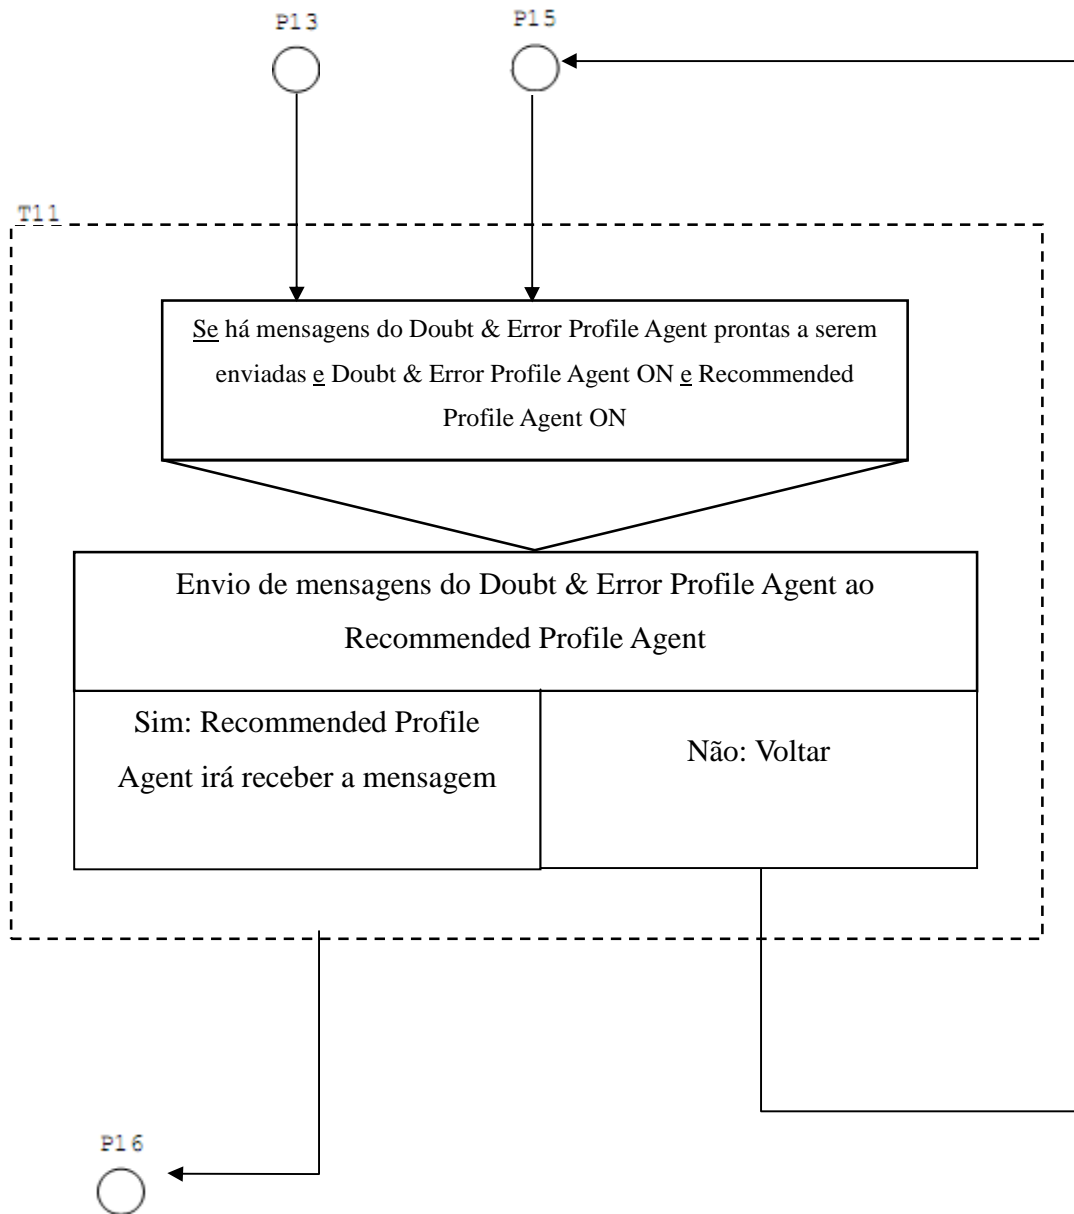 P13
P15
T11
Se há mensagens do Doubt & Error Profile Agent prontas a serem
enviadas e Doubt & Error Profile Agent ON e Recommended
Profile Agent ON
Envio de mensagens do Doubt & Error Profile Agent ao
Recommended Profile Agent
Sim: Recommended Profile
Agent irá receber a mensagem
Não: Voltar
P16